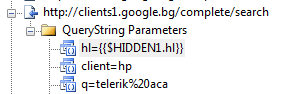 http://clients1.google.bg/complete/search
QueryString Parameters
hl={{$HIDDEN1.hl}}
client=hp
q=telerik%20aca